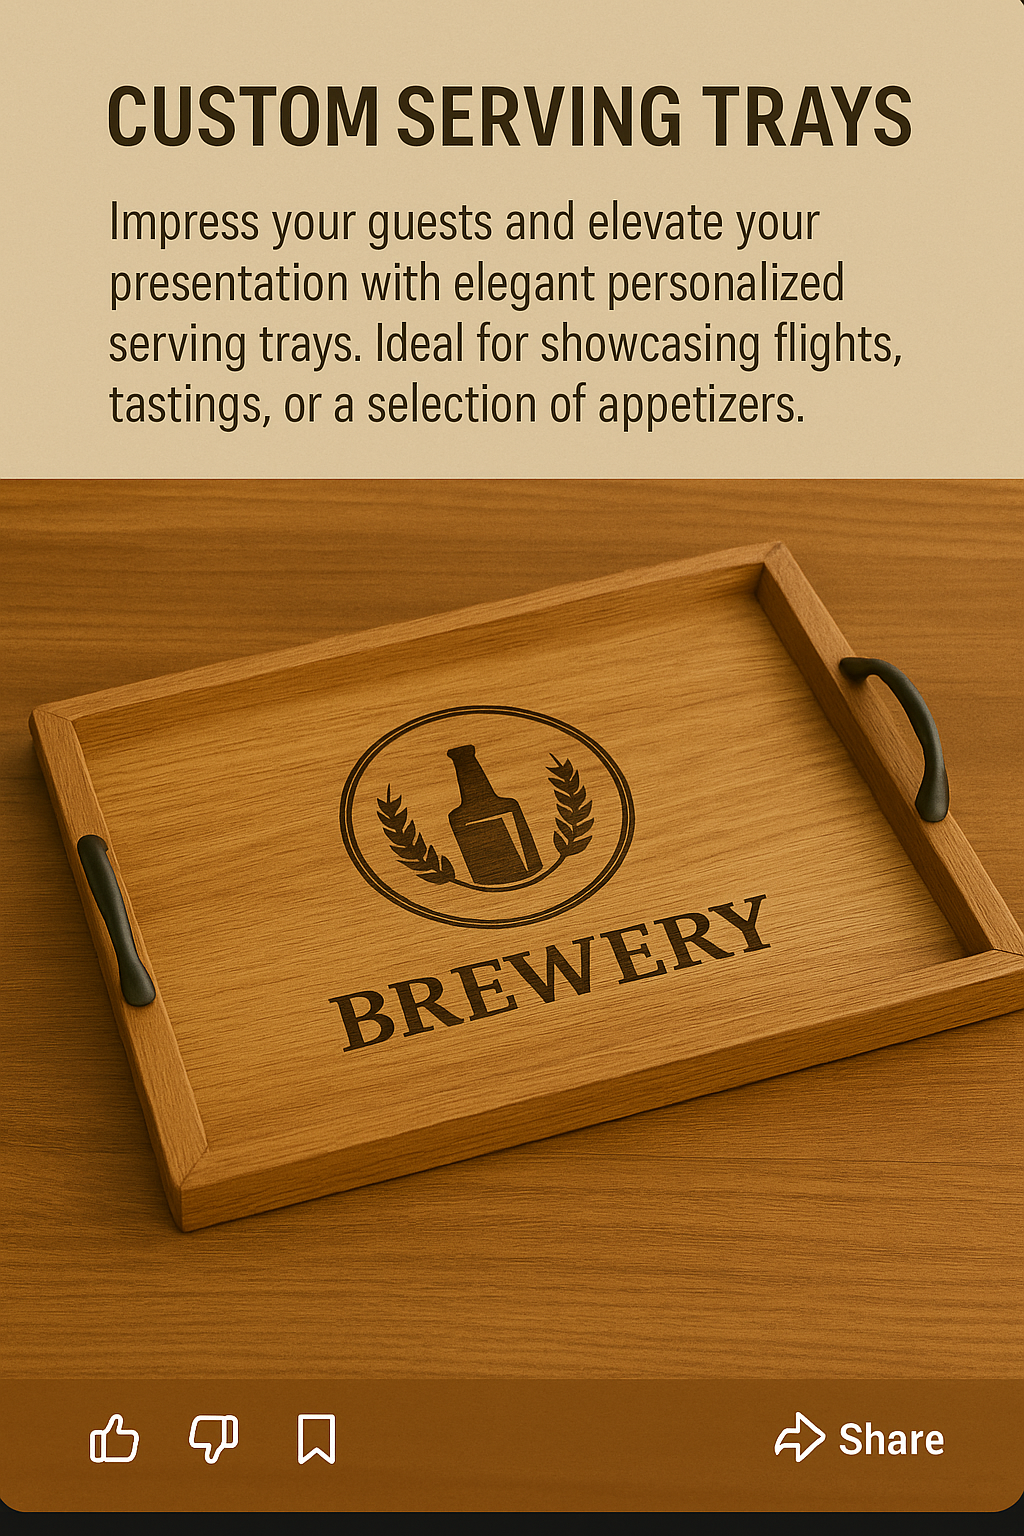 CUSTOM SERVING TRAYS
Impress your guests and elevate your
presentation with elegant personalized
serving trays. Ideal for showcasing flights,
tastings, or a selection of appetizers.
BREWERY
Share